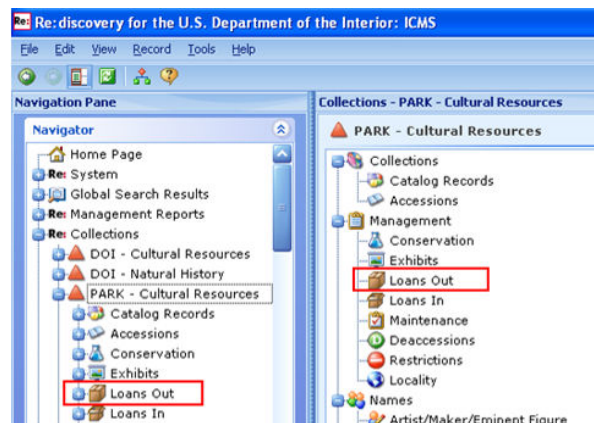 Re: Re:discovery for the U.S. Department of the Interior: ICMS
File Edit View Record Tools Help
Navigation Pane
Navigator
Home Page
Re: System
Global Search Results
Re: Management Reports
Re: Collections
DOI - Cultural Resources
DOI - Natural History
PARK - Cultural Resources
Catalog Records
Accessions
Conservation
Exhibits
Loans Out
Loans In
Collections - PARK - Cultural Resources
PARK - Cultural Resources
Collections
Catalog Records
Accessions
Management
Conservation
Exhibits
Loans Out
Loans In
Maintenance
Deaccessions
Restrictions
Locality
Names
Artist/Maker/Eminent Figure